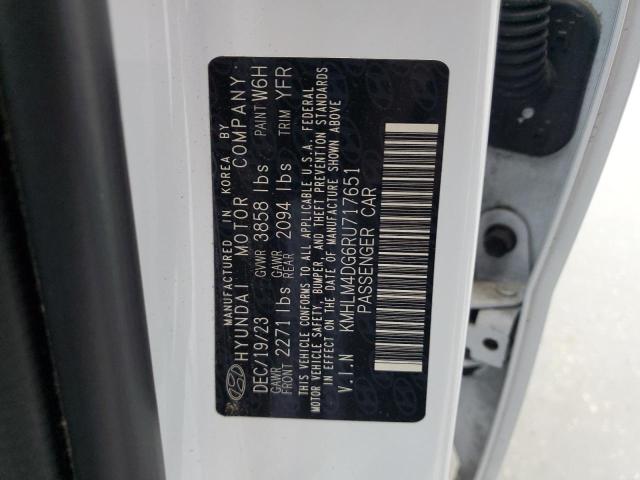 MANUFACTURED IN KOREA BY
HYUNDAI MOTOR COMPANY
DEC/19/23 GVWR 3858 lbs PAINT W6H
GAWR FRONT 2271 lbs GAWR REAR 2094 lbs TRIM YFR
THIS VEHICLE CONFORMS TO ALL APPLICABLE U.S.A. FEDERAL
MOTOR VEHICLE SAFETY, BUMPER, AND THEFT PREVENTION STANDARDS
IN EFFECT ON THE DATE OF MANUFACTURE SHOWN ABOVE
V.I.N KMHLM4DG6RU717651
PASSENGER CAR